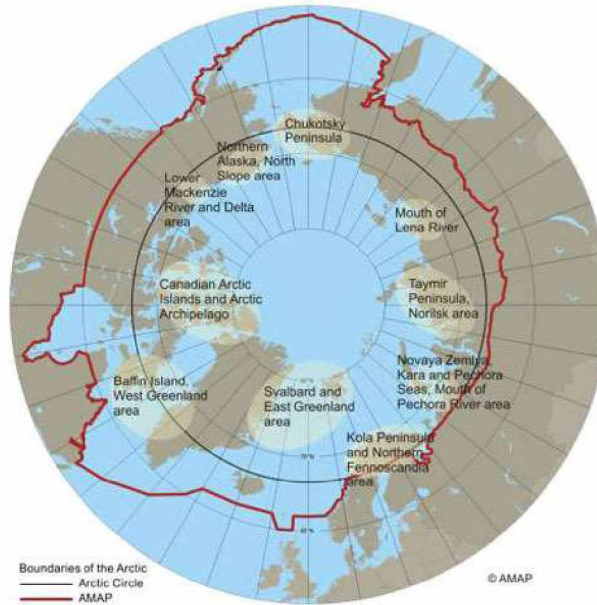 Chukotsky
Peninsula
Northern
Alaska, North
Slope area
Lower
Mackenzie
River and Delta
area
Mouth of
Lena River
Canadian Arctic
Islands and Arctic
Archipelago
Taymir
Peninsula,
Norilsk area
Novaya Zemlya,
Kara and Pechora
Seas, Mouth of
Pechora River area
Baffin Island,
West Greenland
area
Svalbard and
East Greenland
area
Kola Peninsula
and Northern
Fennoscandia
area
70°N
60°N
Boundaries of the Arctic
Arctic Circle
AMAP
© AMAP